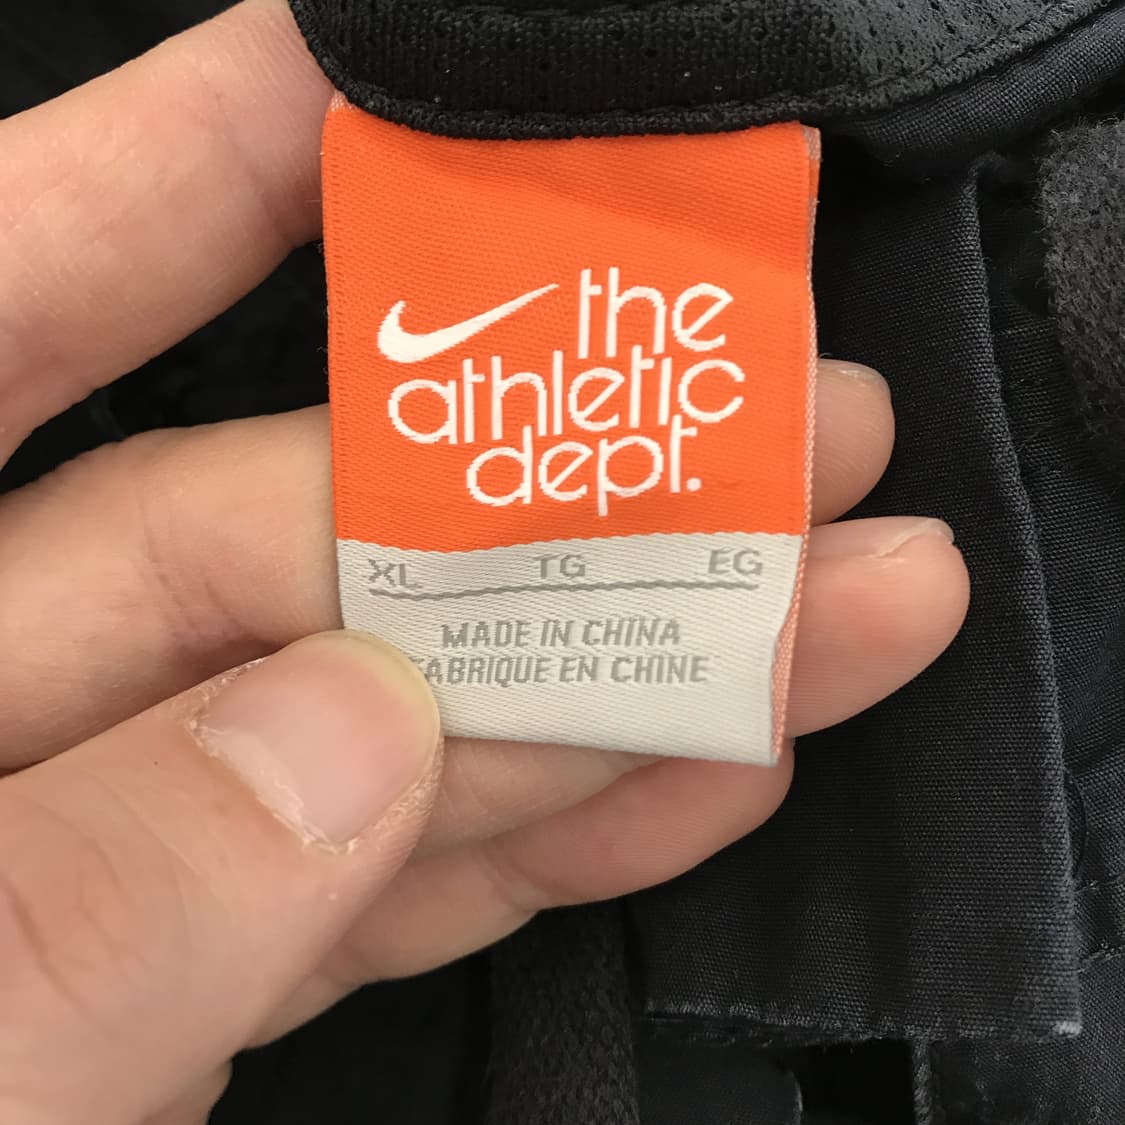 the
athletic
dept.
XL TG EG
MADE IN CHINA
FABRIQUE EN CHINE